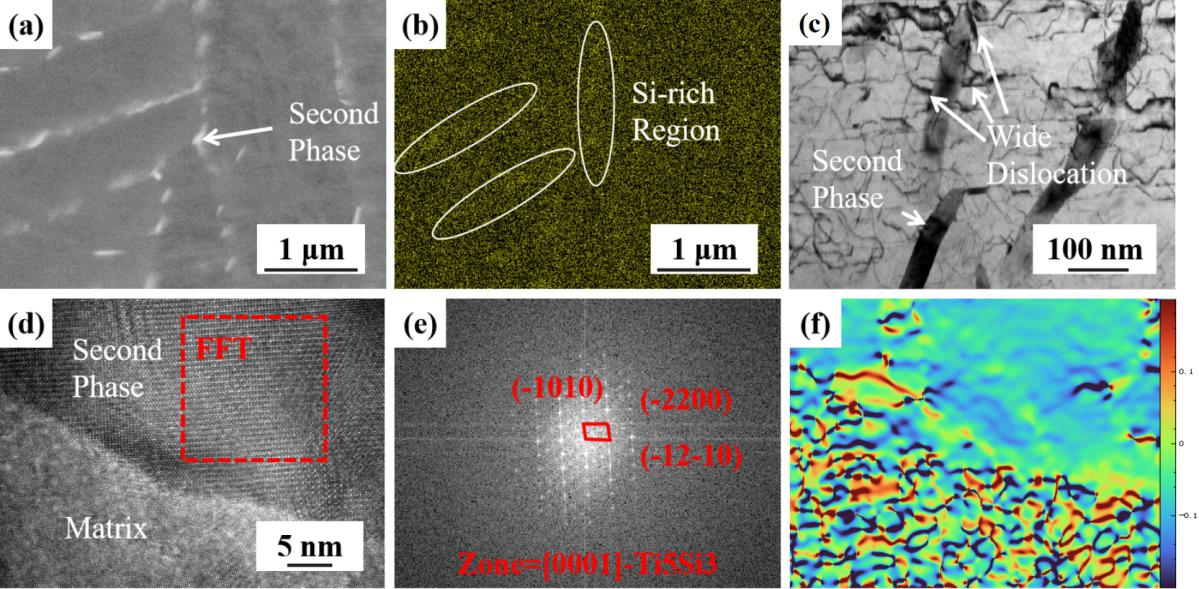 (a)
Second
Phase
1 μm
(b)
Si-rich
Region
1 μm
(c)
Wide
Dislocation
Second
Phase
100 nm
(d)
Second
Phase
FFT
Matrix
5 nm
(e)
(-1010)
(-2200)
(-12-10)
Zone=[0001]-Ti5Si3
(f)
0.1
0
-0.1